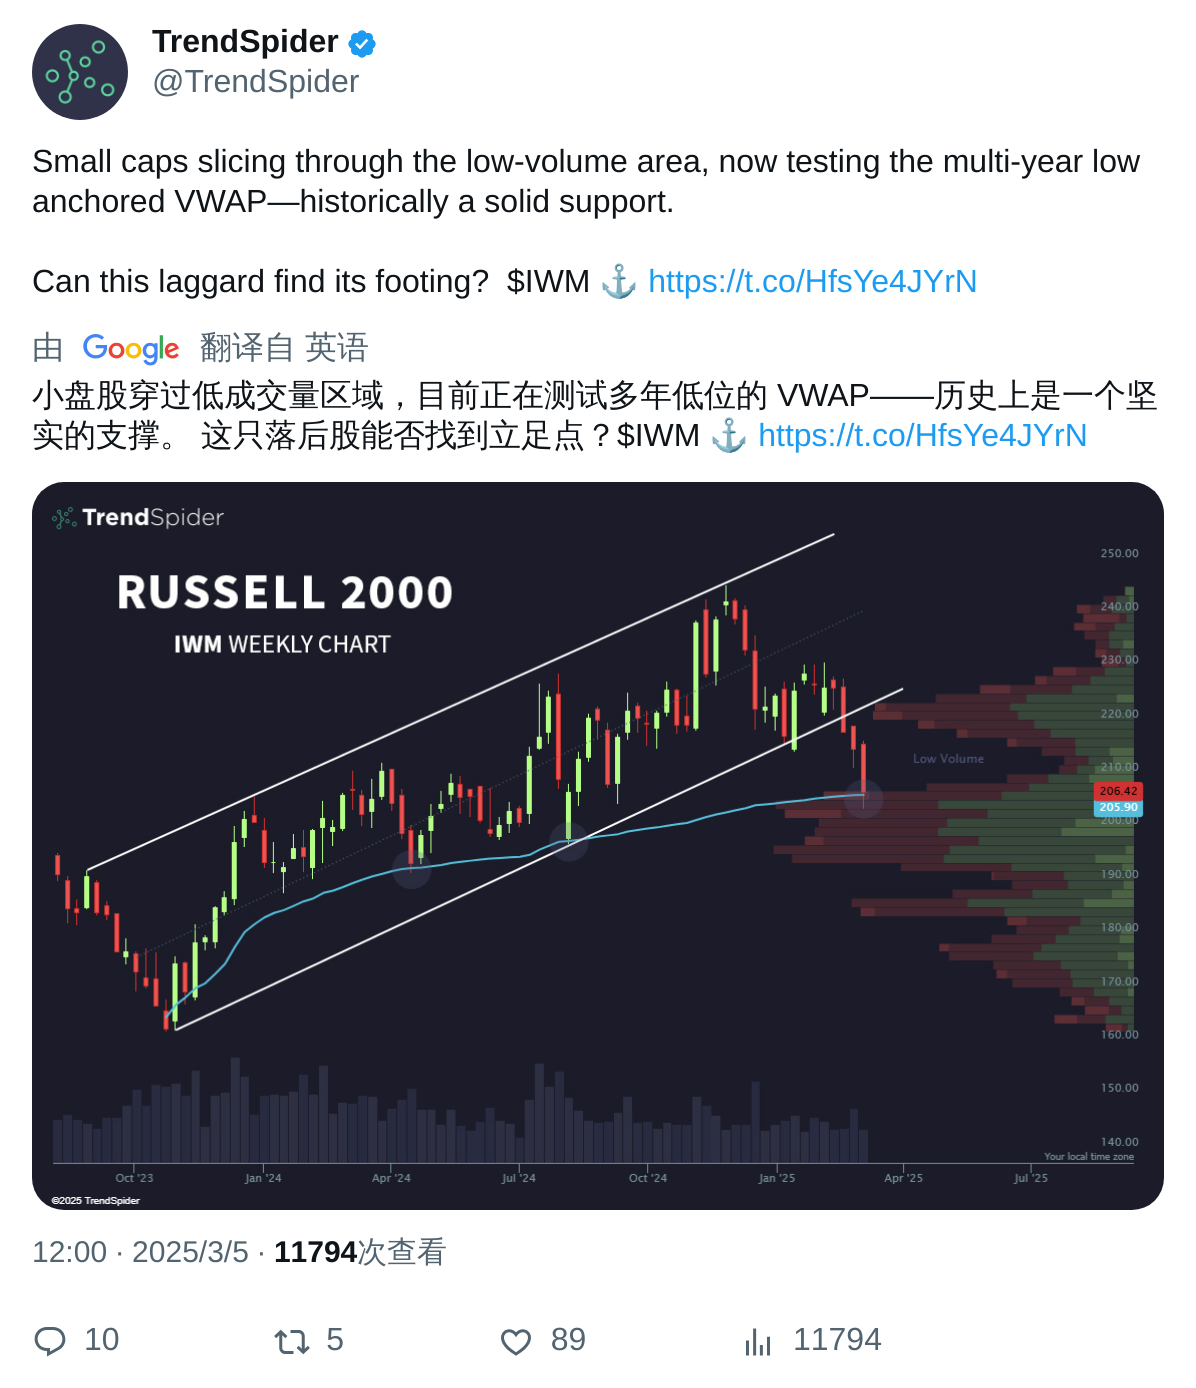 TrendSpider
@TrendSpider
Small caps slicing through the low-volume area, now testing the multi-year low
anchored VWAP—historically a solid support.
Can this laggard find its footing?  $IWM ⚓ https://t.co/HfsYe4JYrN
由 Google 翻译自 英语
小盘股穿过低成交量区域，目前正在测试多年低位的 VWAP——历史上是一个坚
实的支撑。 这只落后股能否找到立足点？$IWM ⚓ https://t.co/HfsYe4JYrN
TrendSpider
RUSSELL 2000
IWM WEEKLY CHART
250.00
240.00
230.00
220.00
Low Volume
210.00
206.42
205.90
200.00
190.00
180.00
170.00
160.00
150.00
140.00
Your local time zone
Oct '23 Jan '24 Apr '24 Jul '24 Oct '24 Jan '25 Apr '25 Jul '25
©2025 TrendSpider
12:00 · 2025/3/5 · 11794次查看
10 5 89 11794